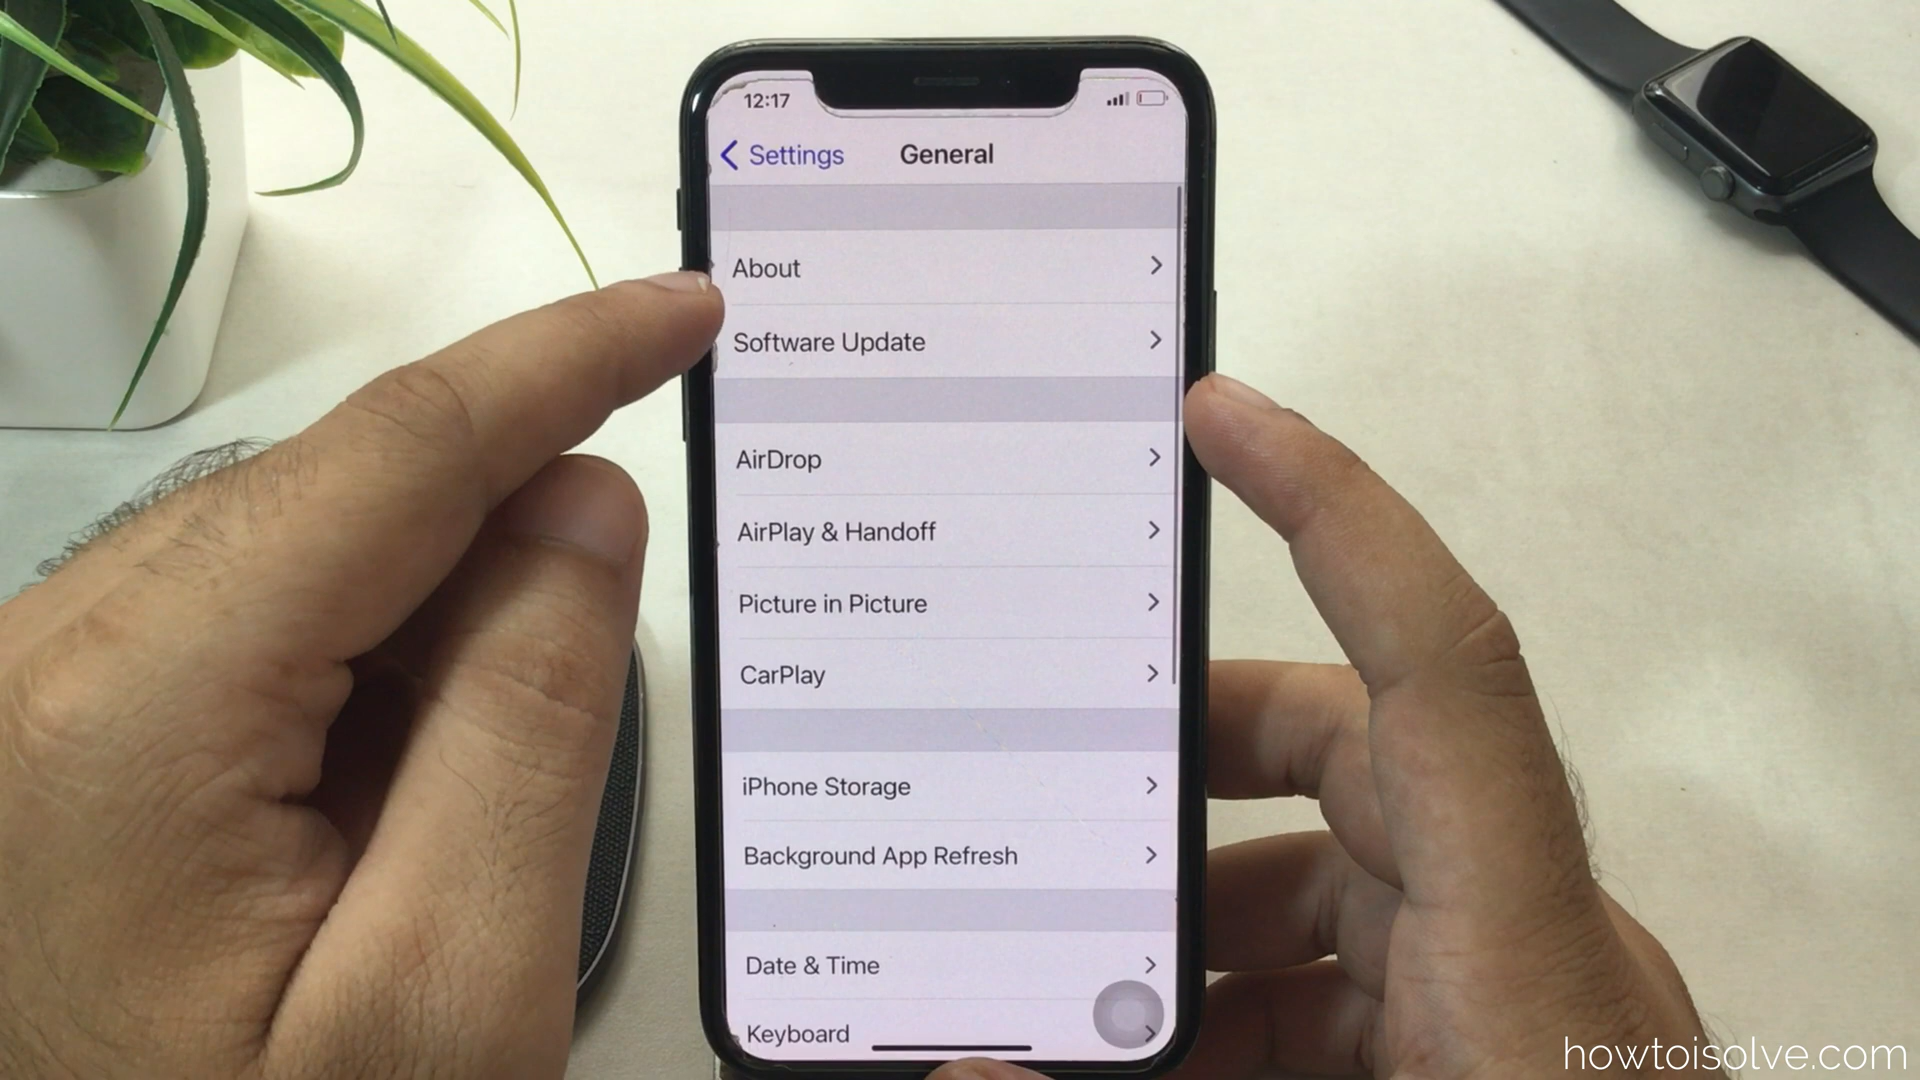 12:17
Settings
General
About
Software Update
AirDrop
AirPlay & Handoff
Picture in Picture
CarPlay
iPhone Storage
Background App Refresh
Date & Time
Keyboard
howtoisolve.com